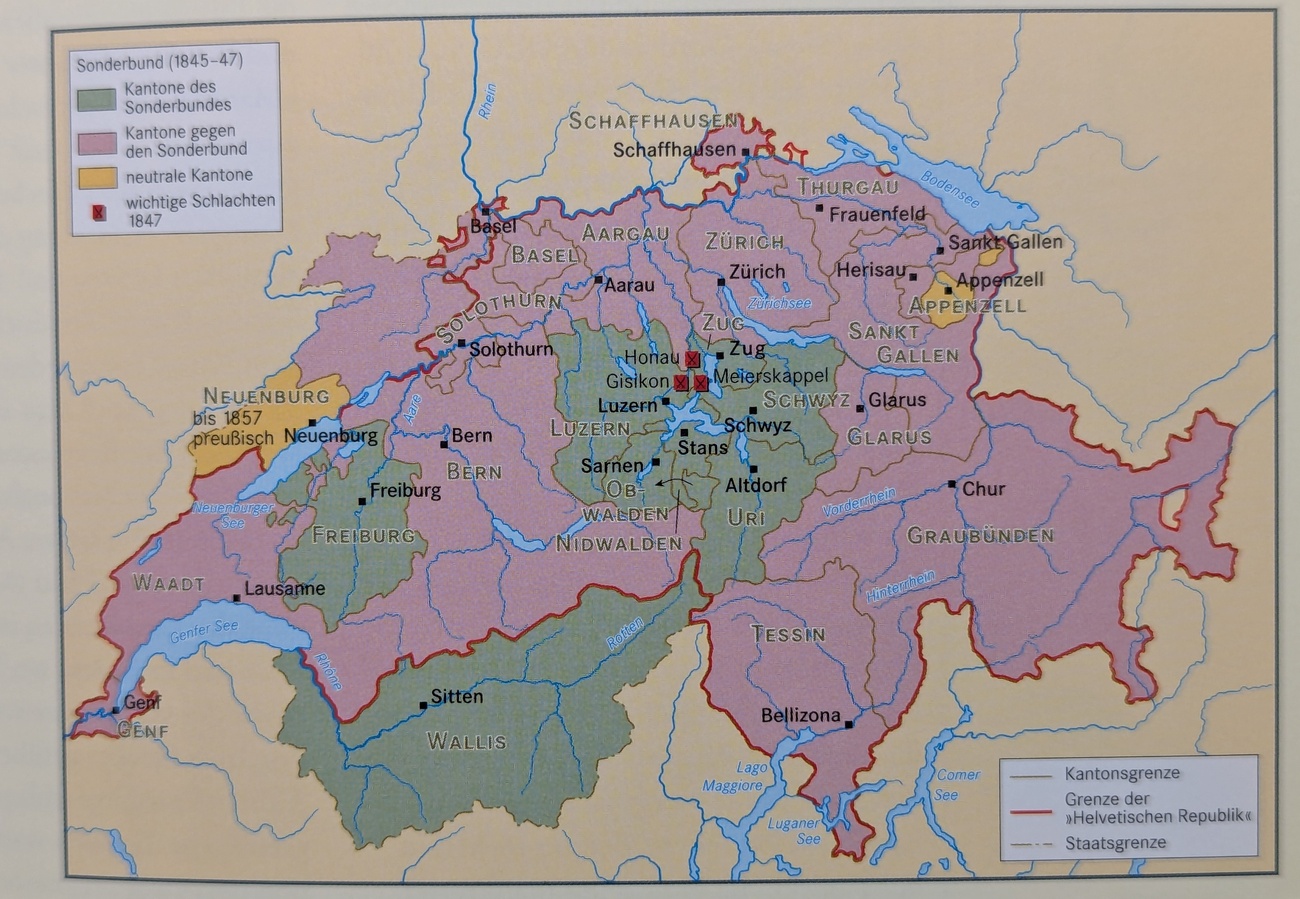 Sonderbund (1845–47)
Kantone des
Sonderbundes
Kantone gegen
den Sonderbund
neutrale Kantone
wichtige Schlachten
1847
Rhein
SCHAFFHAUSEN
Schaffhausen
Bodensee
THURGAU
Frauenfeld
Basel
BASEL
AARGAU
ZÜRICH
Sankt Gallen
Herisau
Appenzell
APPENZELL
Aarau
Zürich
Zürichsee
SOLOTHURN
Solothurn
ZUG
Zug
SANKT
GALLEN
Honau
Gisikon
Meierskappel
Luzern
SCHWYZ
Schwyz
Glarus
GLARUS
NEUENBURG
bis 1857
preußisch
Neuenburg
Aare
Bern
BERN
LUZERN
Stans
Sarnen
Altdorf
OB-
WALDEN
NIDWALDEN
URI
Freiburg
FREIBURG
Neuenburger
See
Vorderrhein
Chur
GRAUBÜNDEN
Hinterrhein
WAADT
Lausanne
Genfer See
Rhône
Rotten
TESSIN
Genf
GENF
Sitten
WALLIS
Bellizona
Lago
Maggiore
Luganer
See
Comer
See
Kantonsgrenze
Grenze der
»Helvetischen Republik«
Staatsgrenze